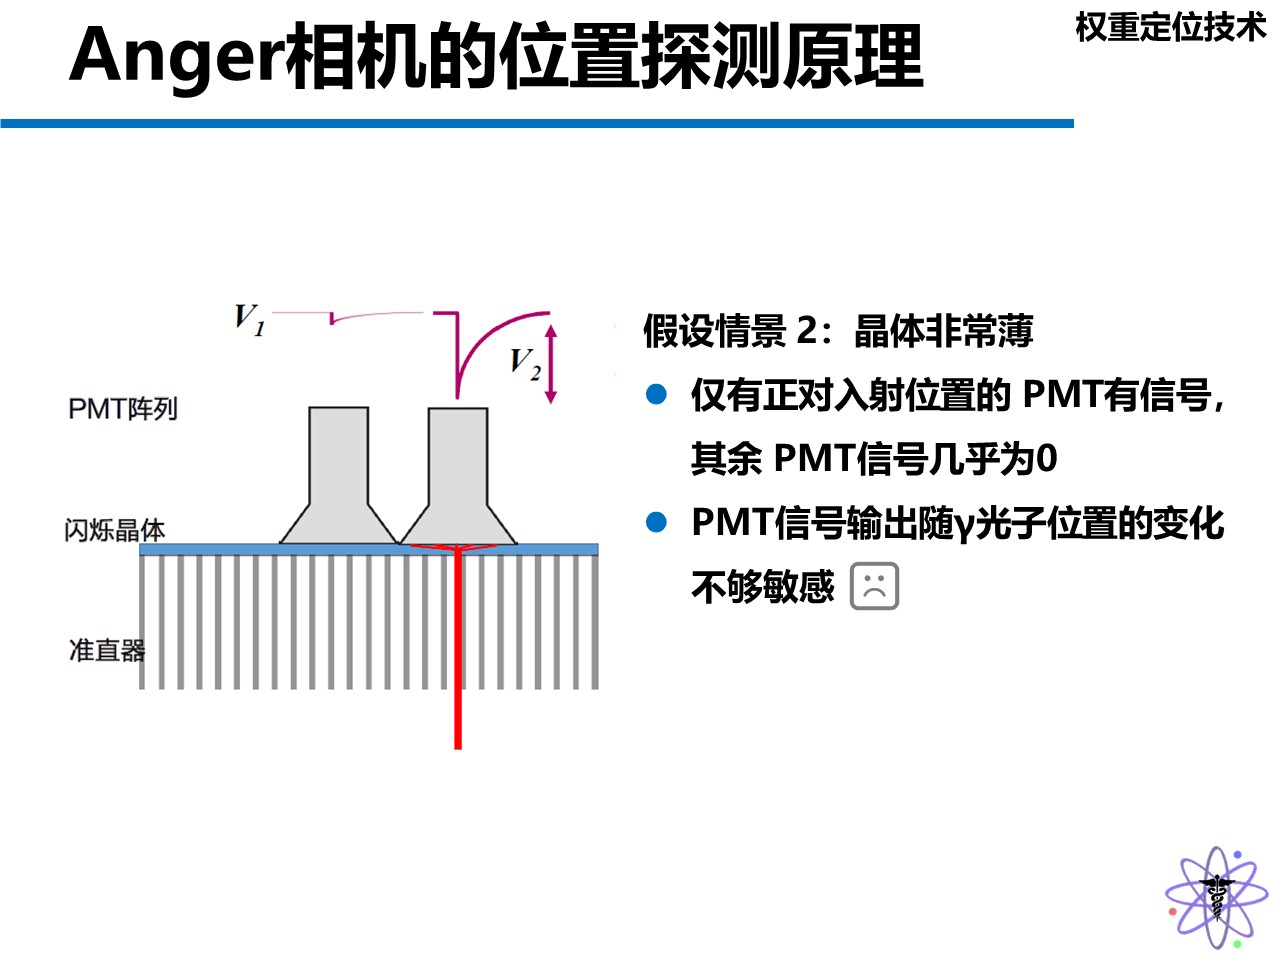 Anger相机的位置探测原理
权重定位技术
V1
V2
PMT阵列
闪烁晶体
准直器
假设情景 2：晶体非常薄
仅有正对入射位置的 PMT有信号，
其余 PMT信号几乎为0
PMT信号输出随γ光子位置的变化
不够敏感